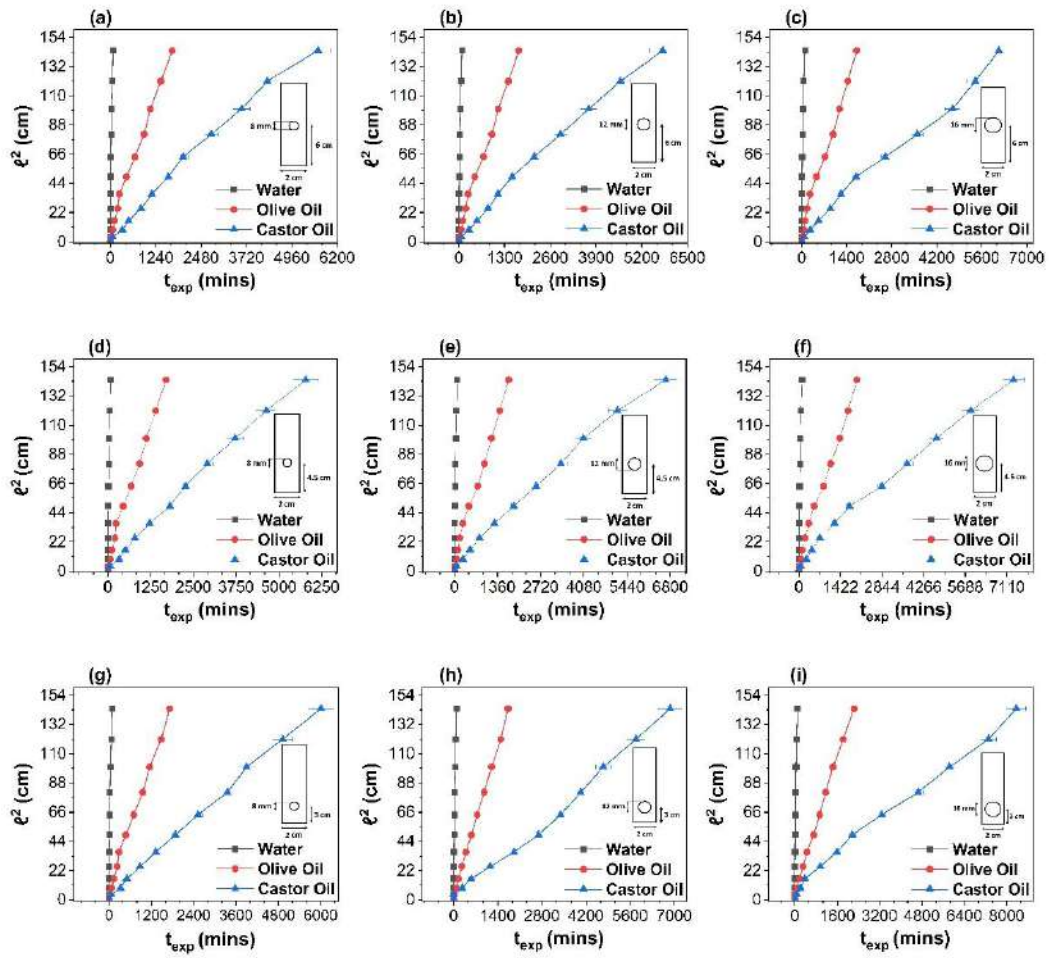 (a)
154
132
110
88
66
44
22
0
ℓ² (cm)
8 mm
6 cm
2 cm
Water
Olive Oil
Castor Oil
0 1240 2480 3720 4960 6200
t_exp (mins)
(b)
154
132
110
88
66
44
22
0
ℓ² (cm)
12 mm
6 cm
2 cm
Water
Olive Oil
Castor Oil
0 1300 2600 3900 5200 6500
t_exp (mins)
(c)
154
132
110
88
66
44
22
0
ℓ² (cm)
16 mm
6 cm
2 cm
Water
Olive Oil
Castor Oil
0 1400 2800 4200 5600 7000
t_exp (mins)
(d)
154
132
110
88
66
44
22
0
ℓ² (cm)
8 mm
4.5 cm
2 cm
Water
Olive Oil
Castor Oil
0 1250 2500 3750 5000 6250
t_exp (mins)
(e)
154
132
110
88
66
44
22
0
ℓ² (cm)
12 mm
4.5 cm
2 cm
Water
Olive Oil
Castor Oil
0 1360 2720 4080 5440 6800
t_exp (mins)
(f)
154
132
110
88
66
44
22
0
ℓ² (cm)
16 mm
4.5 cm
2 cm
Water
Olive Oil
Castor Oil
0 1422 2844 4266 5688 7110
t_exp (mins)
(g)
154
132
110
88
66
44
22
0
ℓ² (cm)
8 mm
3 cm
2 cm
Water
Olive Oil
Castor Oil
0 1200 2400 3600 4800 6000
t_exp (mins)
(h)
154
132
110
88
66
44
22
0
ℓ² (cm)
12 mm
3 cm
2 cm
Water
Olive Oil
Castor Oil
0 1400 2800 4200 5600 7000
t_exp (mins)
(i)
154
132
110
88
66
44
22
0
ℓ² (cm)
16 mm
3 cm
2 cm
Water
Olive Oil
Castor Oil
0 1600 3200 4800 6400 8000
t_exp (mins)